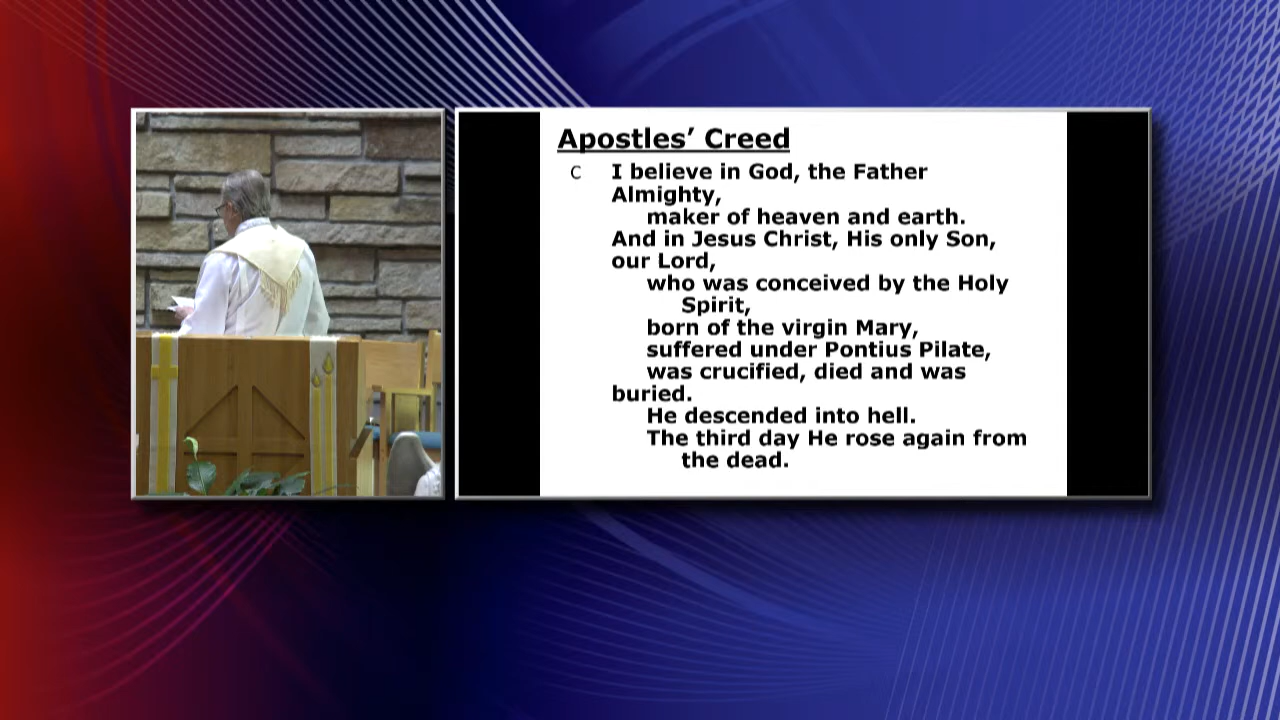 Apostles’ Creed
C I believe in God, the Father
Almighty,
maker of heaven and earth.
And in Jesus Christ, His only Son,
our Lord,
who was conceived by the Holy
Spirit,
born of the virgin Mary,
suffered under Pontius Pilate,
was crucified, died and was
buried.
He descended into hell.
The third day He rose again from
the dead.